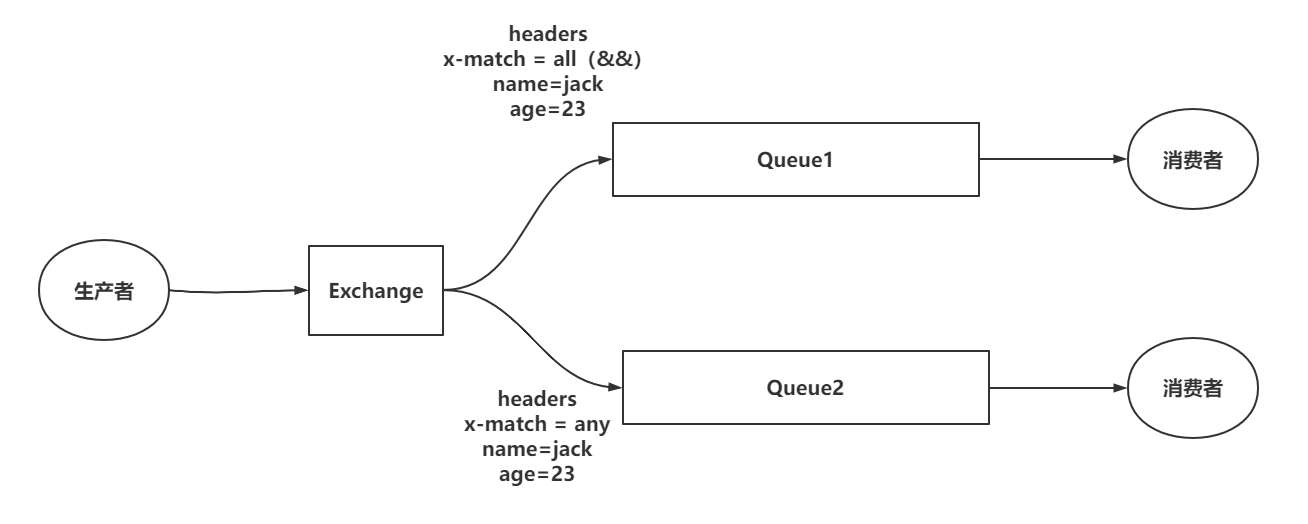 headers
x-match = all（&&）
name=jack
age=23
Queue1
消费者
生产者
Exchange
Queue2
消费者
headers
x-match = any
name=jack
age=23